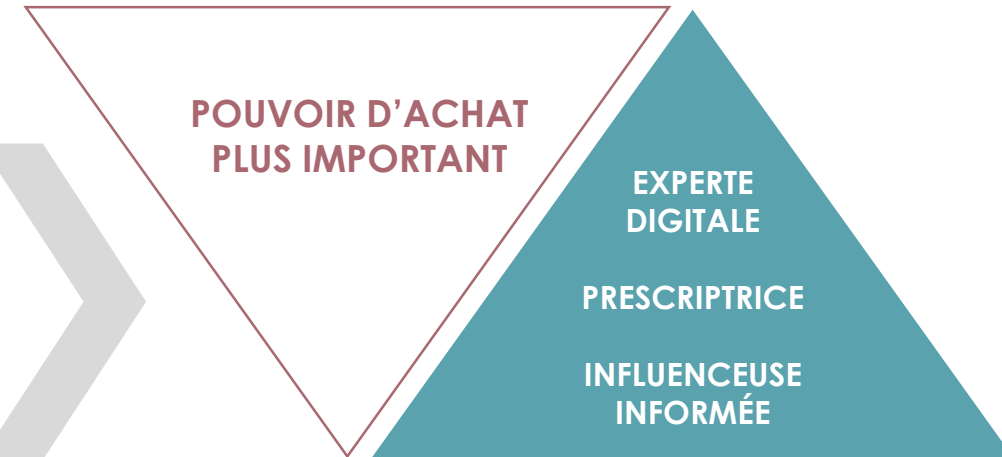 POUVOIR D’ACHAT
PLUS IMPORTANT
EXPERTE
DIGITALE
PRESCRIPTRICE
INFLUENCEUSE
INFORMÉE